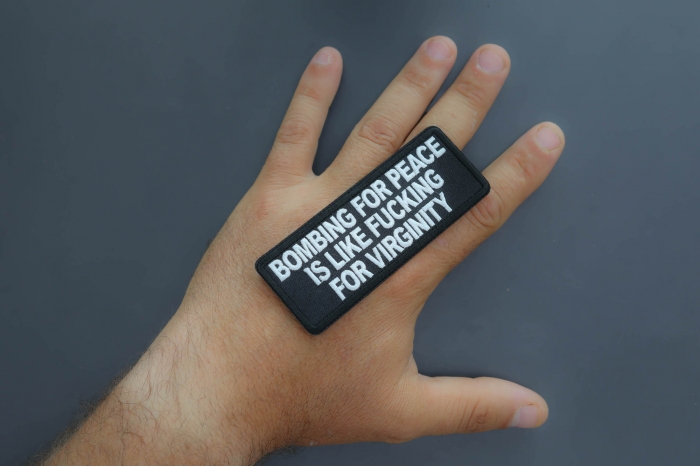 BOMBING FOR PEACE
IS LIKE FUCKING
FOR VIRGINITY